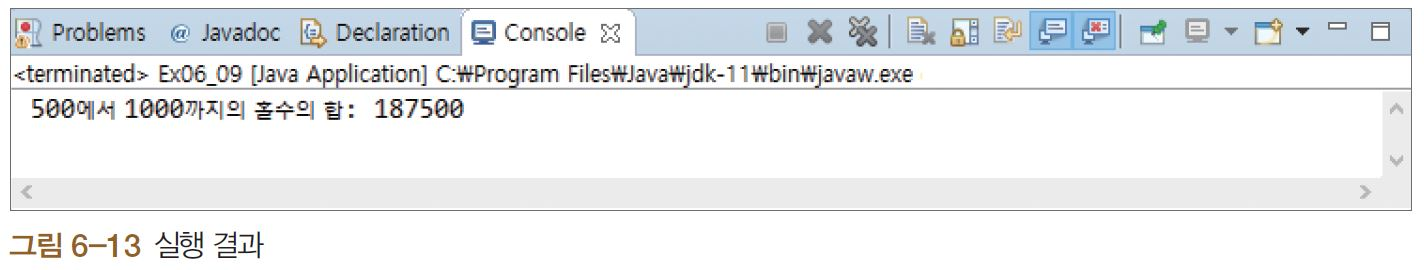 Problems @ Javadoc Declaration Console
<terminated> Ex06_09 [Java Application] C:₩Program Files₩Java₩jdk-11₩bin₩javaw.exe
500에서 1000까지의 홀수의 합: 187500
그림 6-13 실행 결과